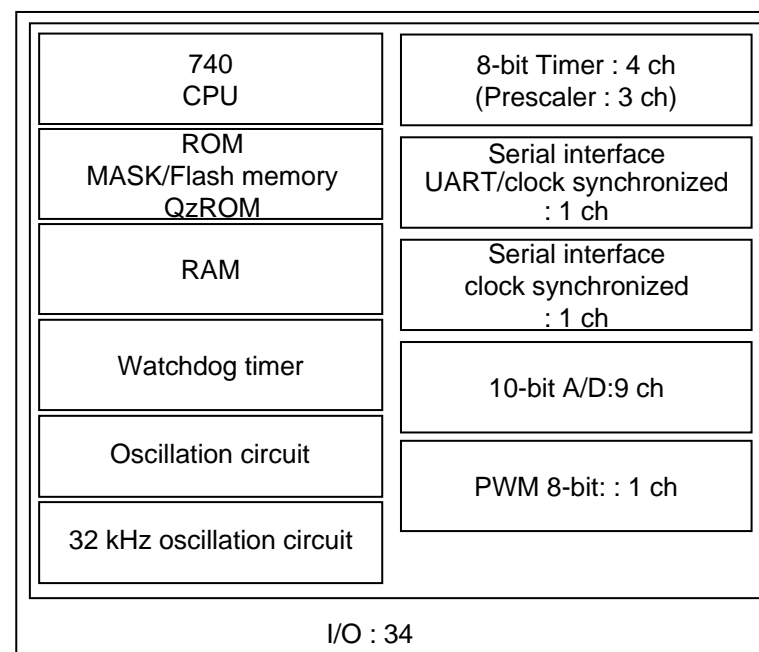 740
CPU
ROM
MASK/Flash memory
QzROM
RAM
Watchdog timer
Oscillation circuit
32 kHz oscillation circuit
8-bit Timer : 4 ch
(Prescaler : 3 ch)
Serial interface
UART/clock synchronized
: 1 ch
Serial interface
clock synchronized
: 1 ch
10-bit A/D:9 ch
PWM 8-bit: : 1 ch
I/O : 34